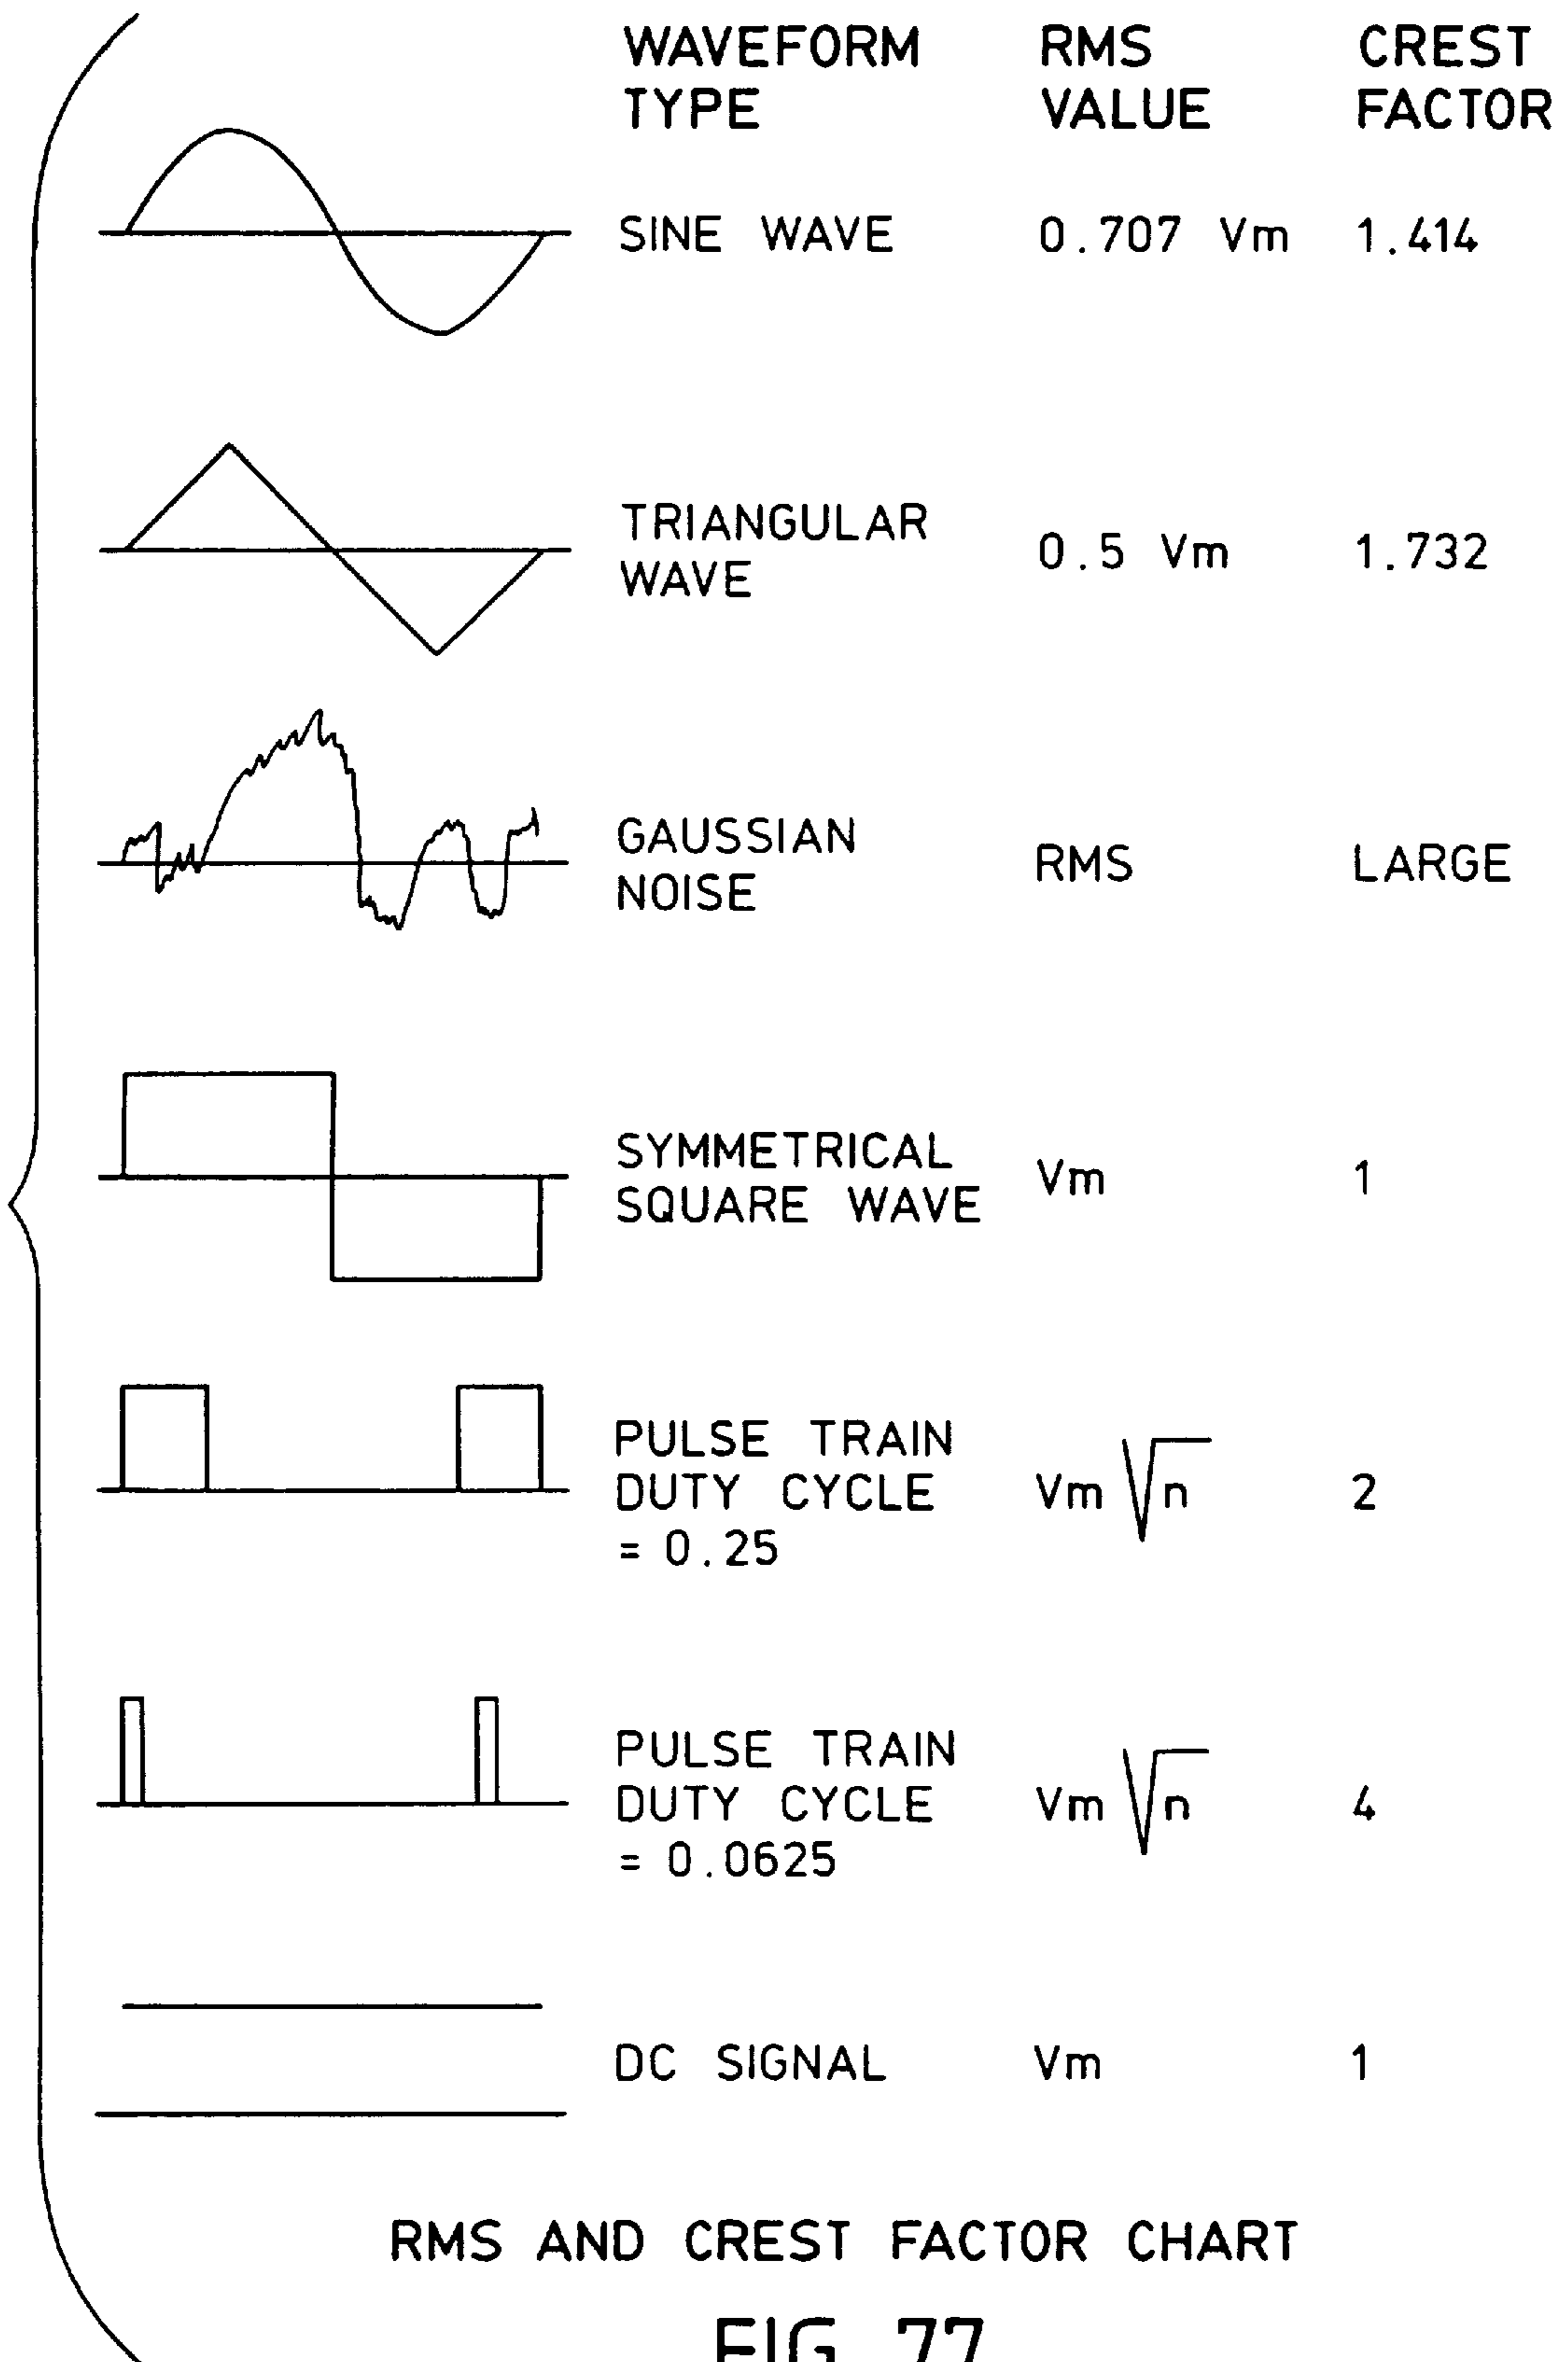 WAVEFORM TYPE RMS VALUE CREST FACTOR
SINE WAVE 0.707 Vm 1.414
TRIANGULAR WAVE 0.5 Vm 1.732
GAUSSIAN NOISE RMS LARGE
SYMMETRICAL SQUARE WAVE Vm 1
PULSE TRAIN DUTY CYCLE = 0.25 Vm √n 2
PULSE TRAIN DUTY CYCLE = 0.0625 Vm √n 4
DC SIGNAL Vm 1
RMS AND CREST FACTOR CHART
FIG. 77